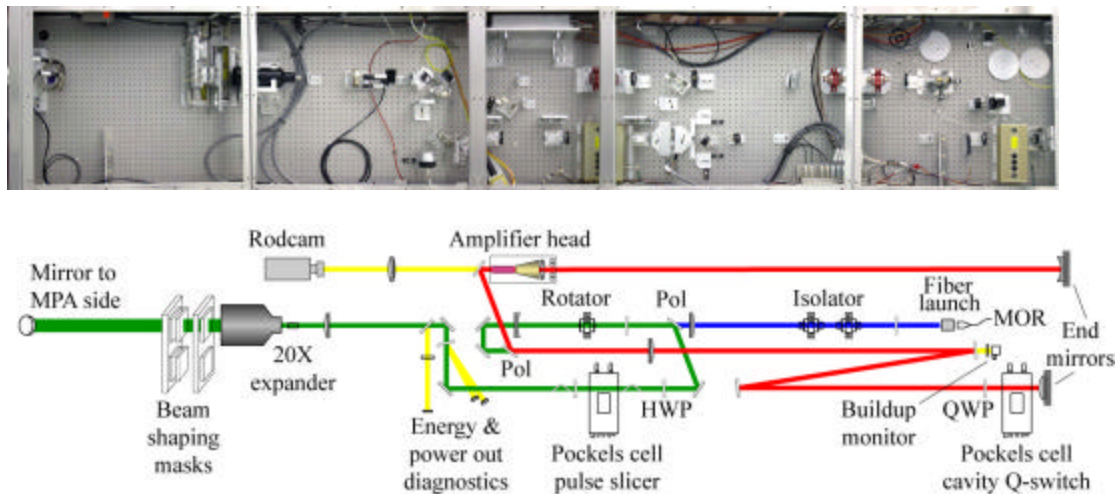 Rodcam
Amplifier head
Mirror to
MPA side
Rotator
Pol
Isolator
Fiber
launch
MOR
End
mirrors
20X
expander
Pol
Beam
shaping
masks
Energy &
power out
diagnostics
Pockels cell
pulse slicer
HWP
Buildup
monitor
QWP
Pockels cell
cavity Q-switch